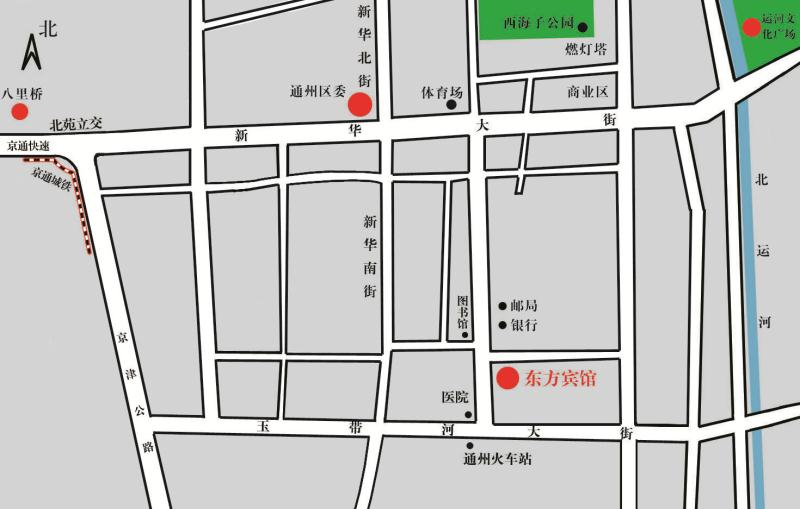 北
新华北街
西海子公园
运河文
化广场
燃灯塔
八里桥
通州区委
体育场
商业区
北苑立交
新华大街
京通快速
京通城铁
北运河
新华南街
图书馆
邮局
银行
京津公路
东方宾馆
医院
玉带河大街
通州火车站